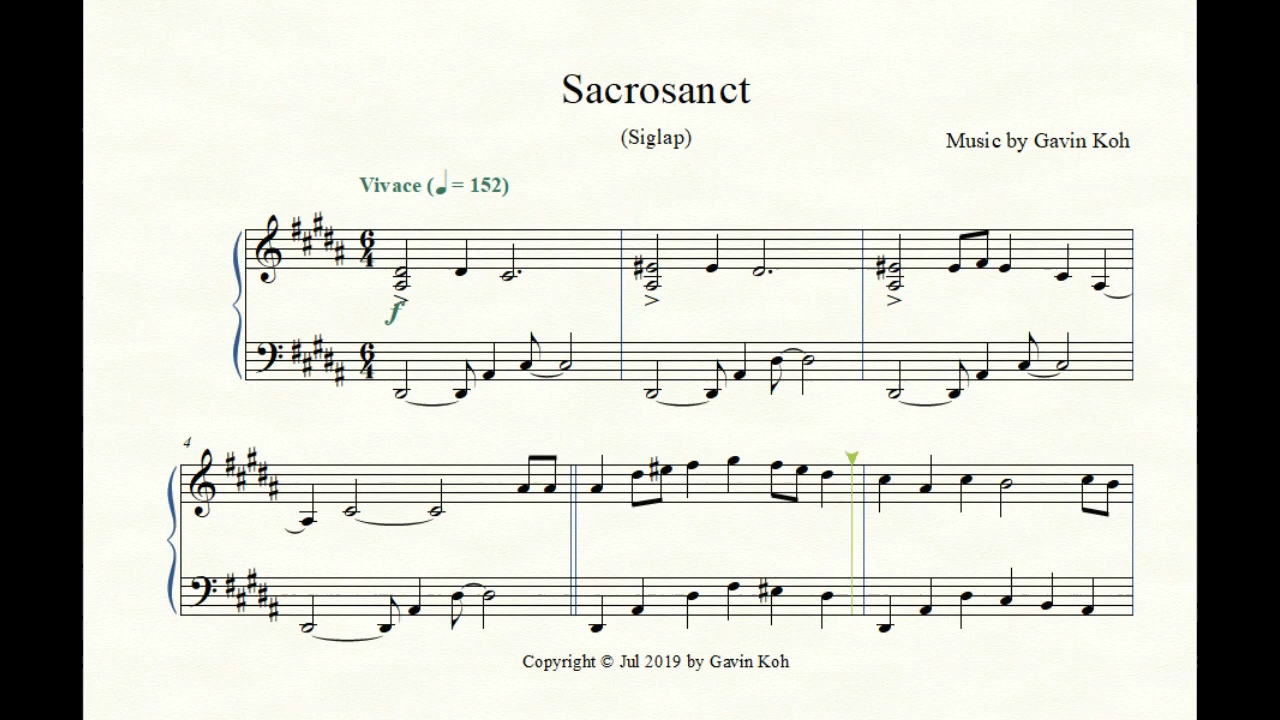 Sacrosanct
(Siglap)
Music by Gavin Koh
Vivace (♩= 152)
6
4
f
6
4
4
Copyright © Jul 2019 by Gavin Koh